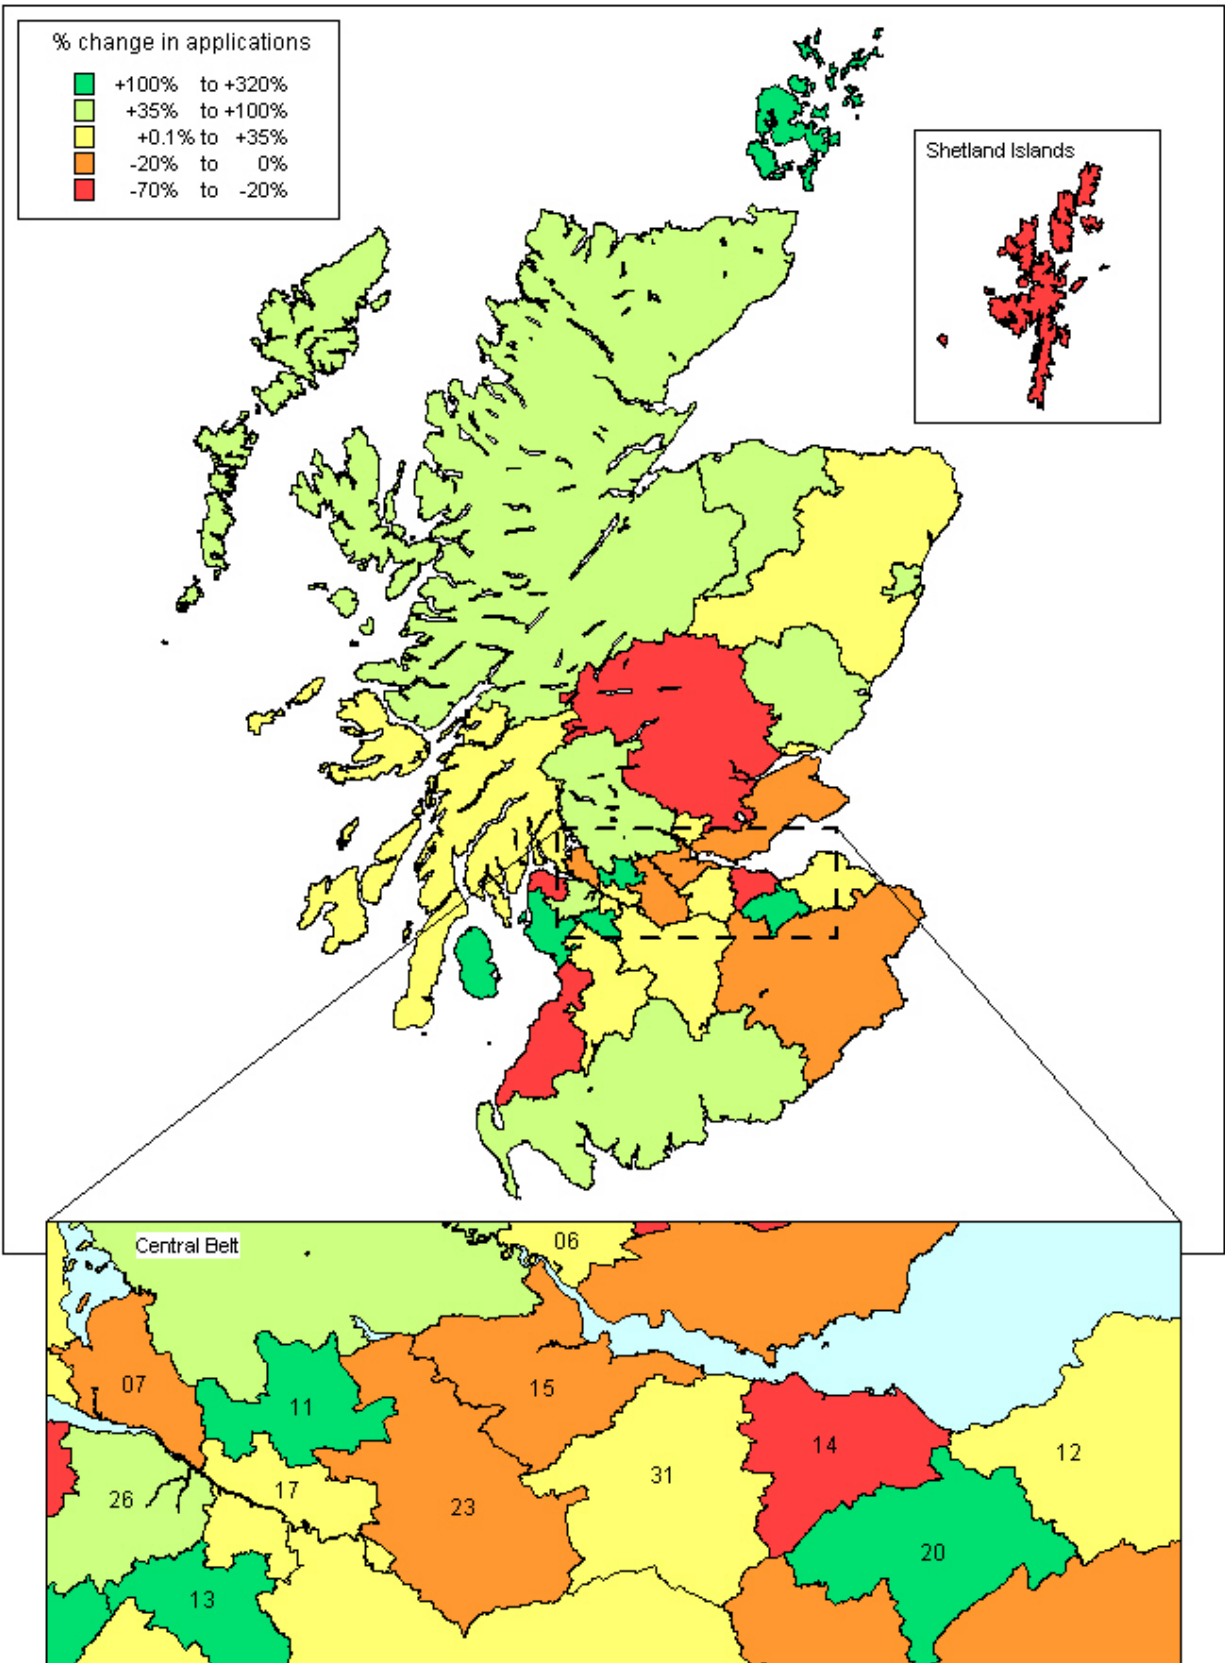 % change in applications
+100% to +320%
+35% to +100%
+0.1% to +35%
-20% to 0%
-70% to -20%
Shetland Islands
Central Belt
06
07
11
15
14
12
31
26
17
23
20
13